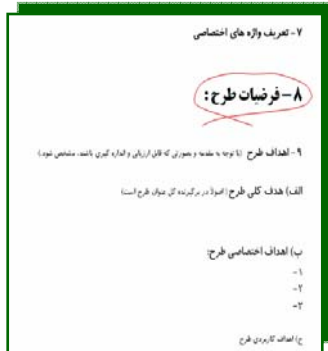 ۷- تعریف واژه های اختصاصی
۸- فرضیات طرح:
۹- اهداف طرح (با توجه به مقدمه و بصورتی که قابل ارزیابی و اندازه گیری باشد، مشخص شود.)
الف) هدف کلی طرح (اصولا در برگیرنده کل عنوان طرح است)
ب) اهداف اختصاصی طرح:
۱-
۲-
۳-
ج) اهداف کاربردی طرح